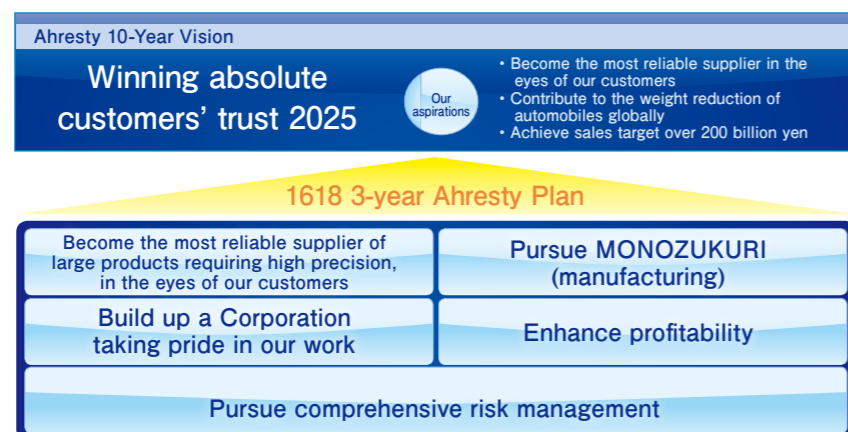 Ahresty 10-Year Vision
Winning absolute
customers’ trust 2025
Our
aspirations
• Become the most reliable supplier in the
eyes of our customers
• Contribute to the weight reduction of
automobiles globally
• Achieve sales target over 200 billion yen
1618 3-year Ahresty Plan
Become the most reliable supplier of
large products requiring high precision,
in the eyes of our customers
Pursue MONOZUKURI
(manufacturing)
Build up a Corporation
taking pride in our work
Enhance profitability
Pursue comprehensive risk management